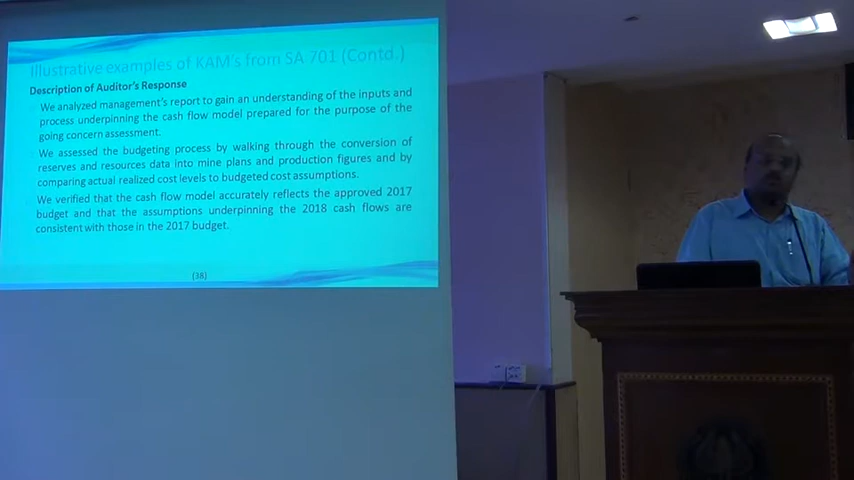 Illustrative examples of KAM's from SA 701 (Contd.)
Description of Auditor's Response
We analyzed management's report to gain an understanding of the inputs and
process underpinning the cash flow model prepared for the purpose of the
going concern assessment.
We assessed the budgeting process by walking through the conversion of
reserves and resources data into mine plans and production figures and by
comparing actual realized cost levels to budgeted cost assumptions.
We verified that the cash flow model accurately reflects the approved 2017
budget and that the assumptions underpinning the 2018 cash flows are
consistent with those in the 2017 budget.
(38)